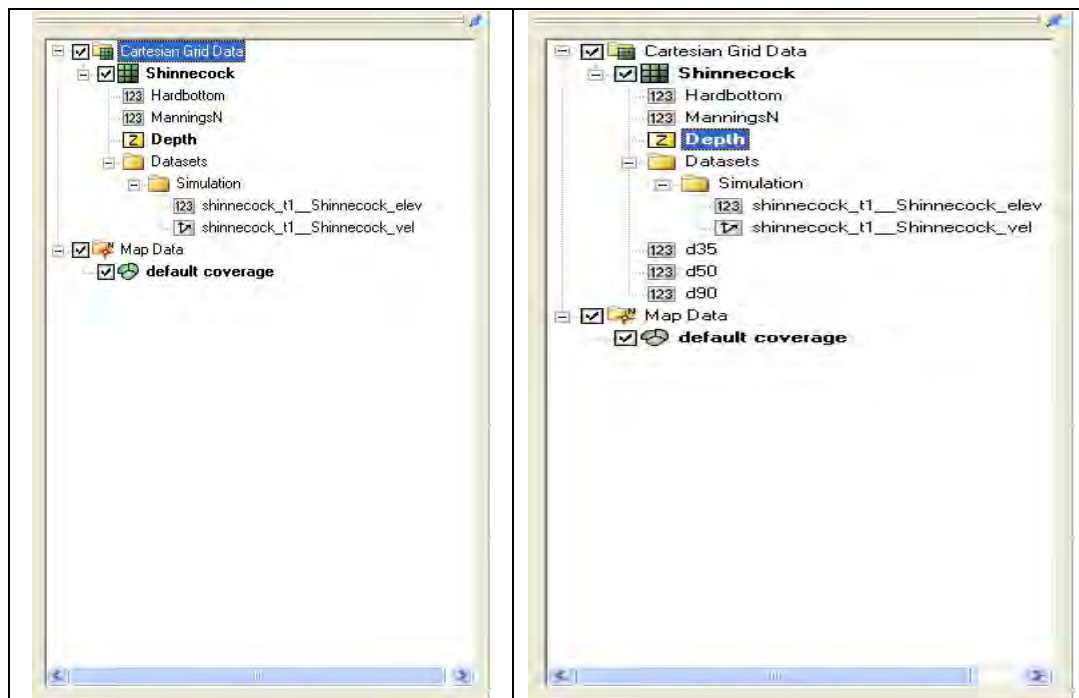 Cartesian Grid Data
Shinnecock
123 Hardbottom
123 ManningsN
Z Depth
Datasets
Simulation
123 shinnecock_t1__Shinnecock_elev
shinnecock_t1__Shinnecock_vel
Map Data
default coverage
Cartesian Grid Data
Shinnecock
123 Hardbottom
123 ManningsN
Z Depth
Datasets
Simulation
123 shinnecock_t1__Shinnecock_elev
shinnecock_t1__Shinnecock_vel
123 d35
123 d50
123 d90
Map Data
default coverage